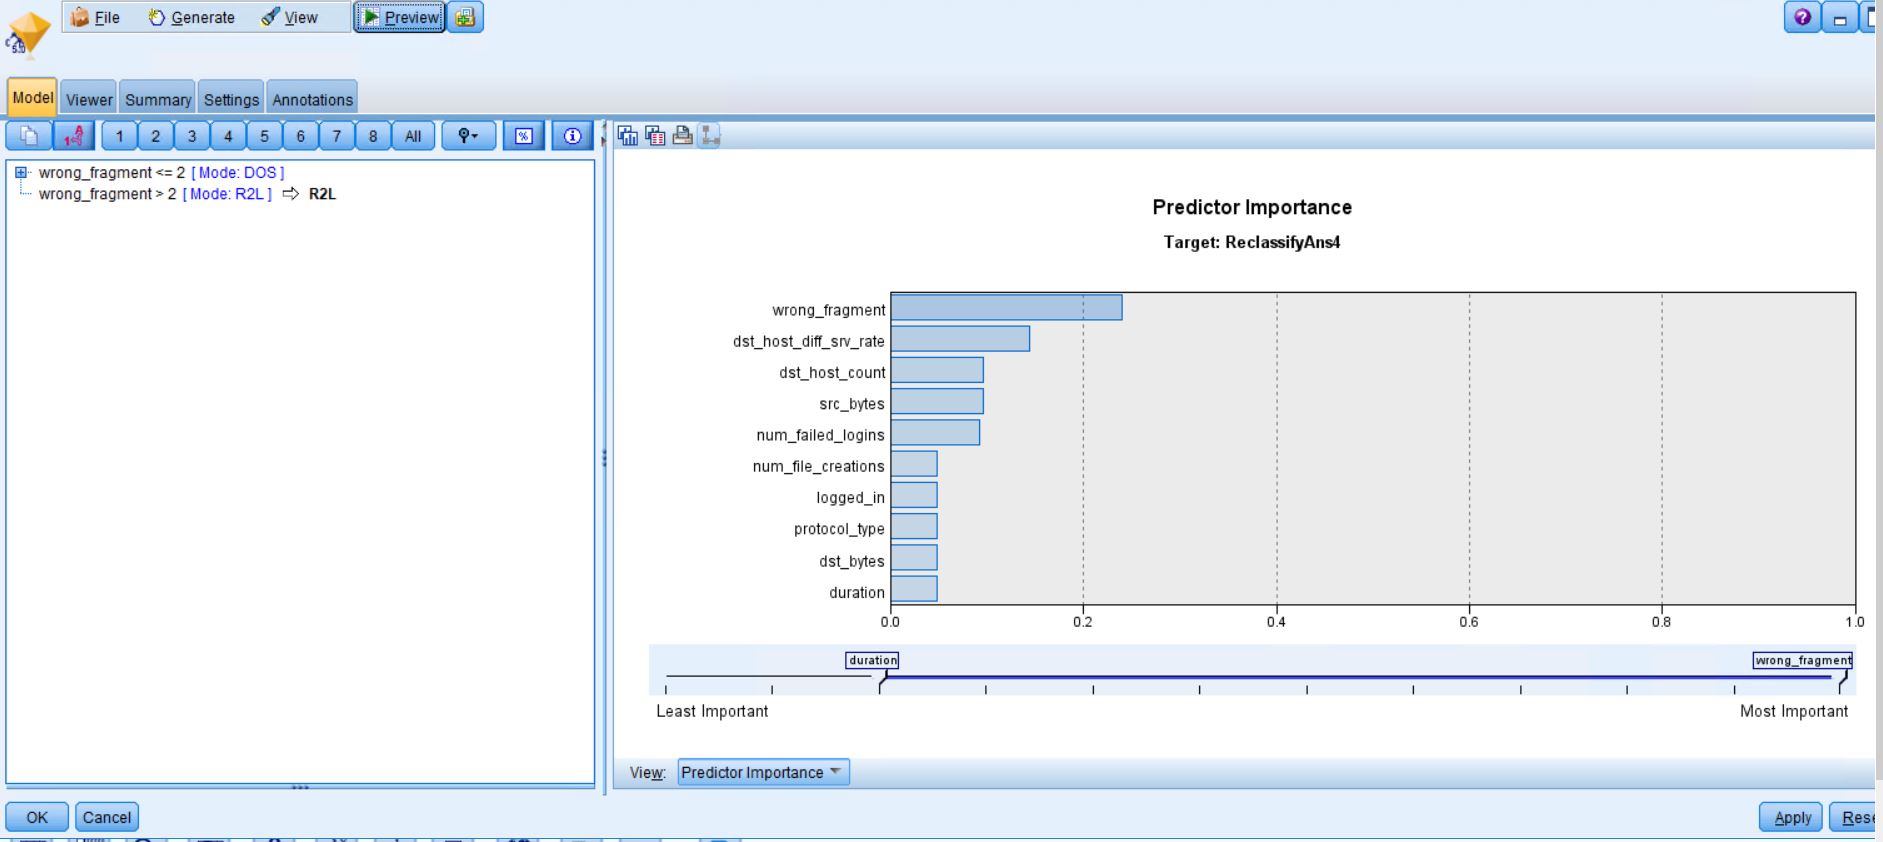 File Generate View Preview
C5.0
Model Viewer Summary Settings Annotations
1 2 3 4 5 6 7 8 All %
wrong_fragment <= 2 [ Mode: DOS ]
wrong_fragment > 2 [ Mode: R2L ] ⇨ R2L
Predictor Importance
Target: ReclassifyAns4
wrong_fragment
dst_host_diff_srv_rate
dst_host_count
src_bytes
num_failed_logins
num_file_creations
logged_in
protocol_type
dst_bytes
duration
0.0 0.2 0.4 0.6 0.8 1.0
duration wrong_fragment
Least Important Most Important
View: Predictor Importance
OK Cancel Apply Rese